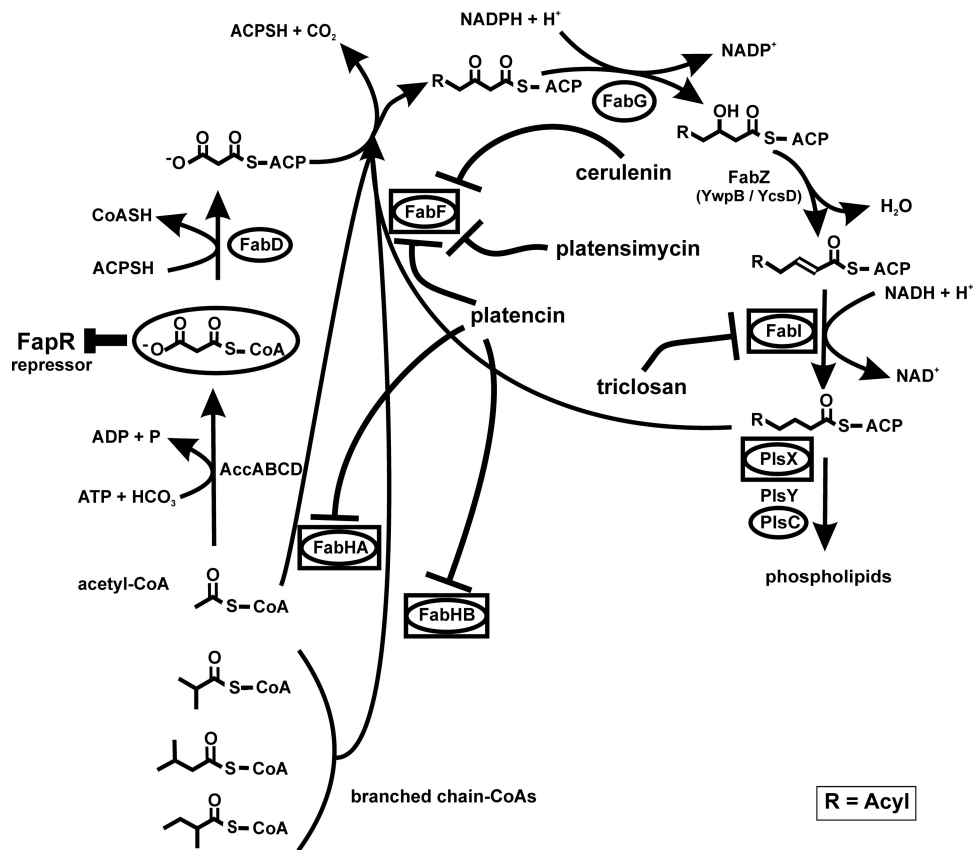 ACPSH + CO₂
NADPH + H⁺
NADP⁺
R
O
O
S
ACP
FabG
OH
O
R
S
ACP
⁻O
O
O
S
ACP
cerulenin
FabZ
(YwpB / YcsD)
H₂O
CoASH
FabD
ACPSH
FabF
platensimycin
O
R
S
ACP
NADH + H⁺
FapR
repressor
⁻O
O
O
S
CoA
platencin
FabI
triclosan
NAD⁺
ADP + P
AccABCD
ATP + HCO₃
O
R
S
ACP
PlsX
PlsY
PlsC
FabHA
phospholipids
acetyl-CoA
O
S
CoA
FabHB
O
S
CoA
O
S
CoA
branched chain-CoAs
O
S
CoA
R = Acyl